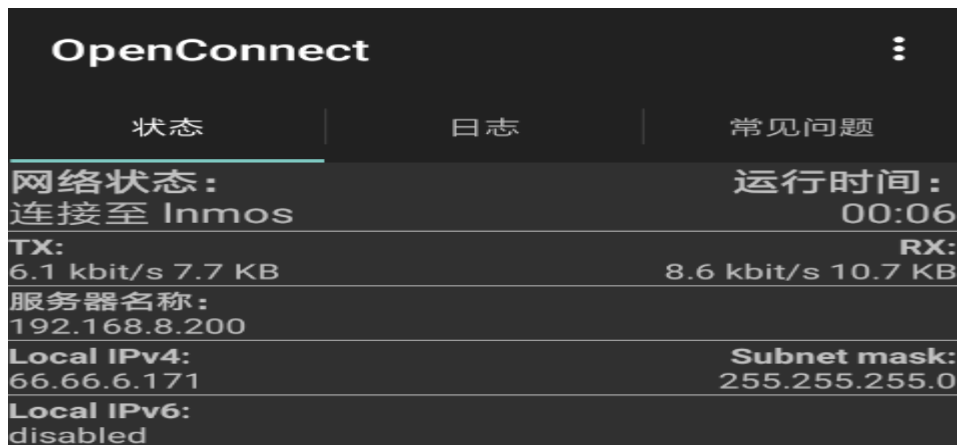 OpenConnect
状态 日志 常见问题
网络状态： 运行时间：
连接至 Inmos 00:06
TX: RX:
6.1 kbit/s 7.7 KB 8.6 kbit/s 10.7 KB
服务器名称：
192.168.8.200
Local IPv4: Subnet mask:
66.66.6.171 255.255.255.0
Local IPv6:
disabled